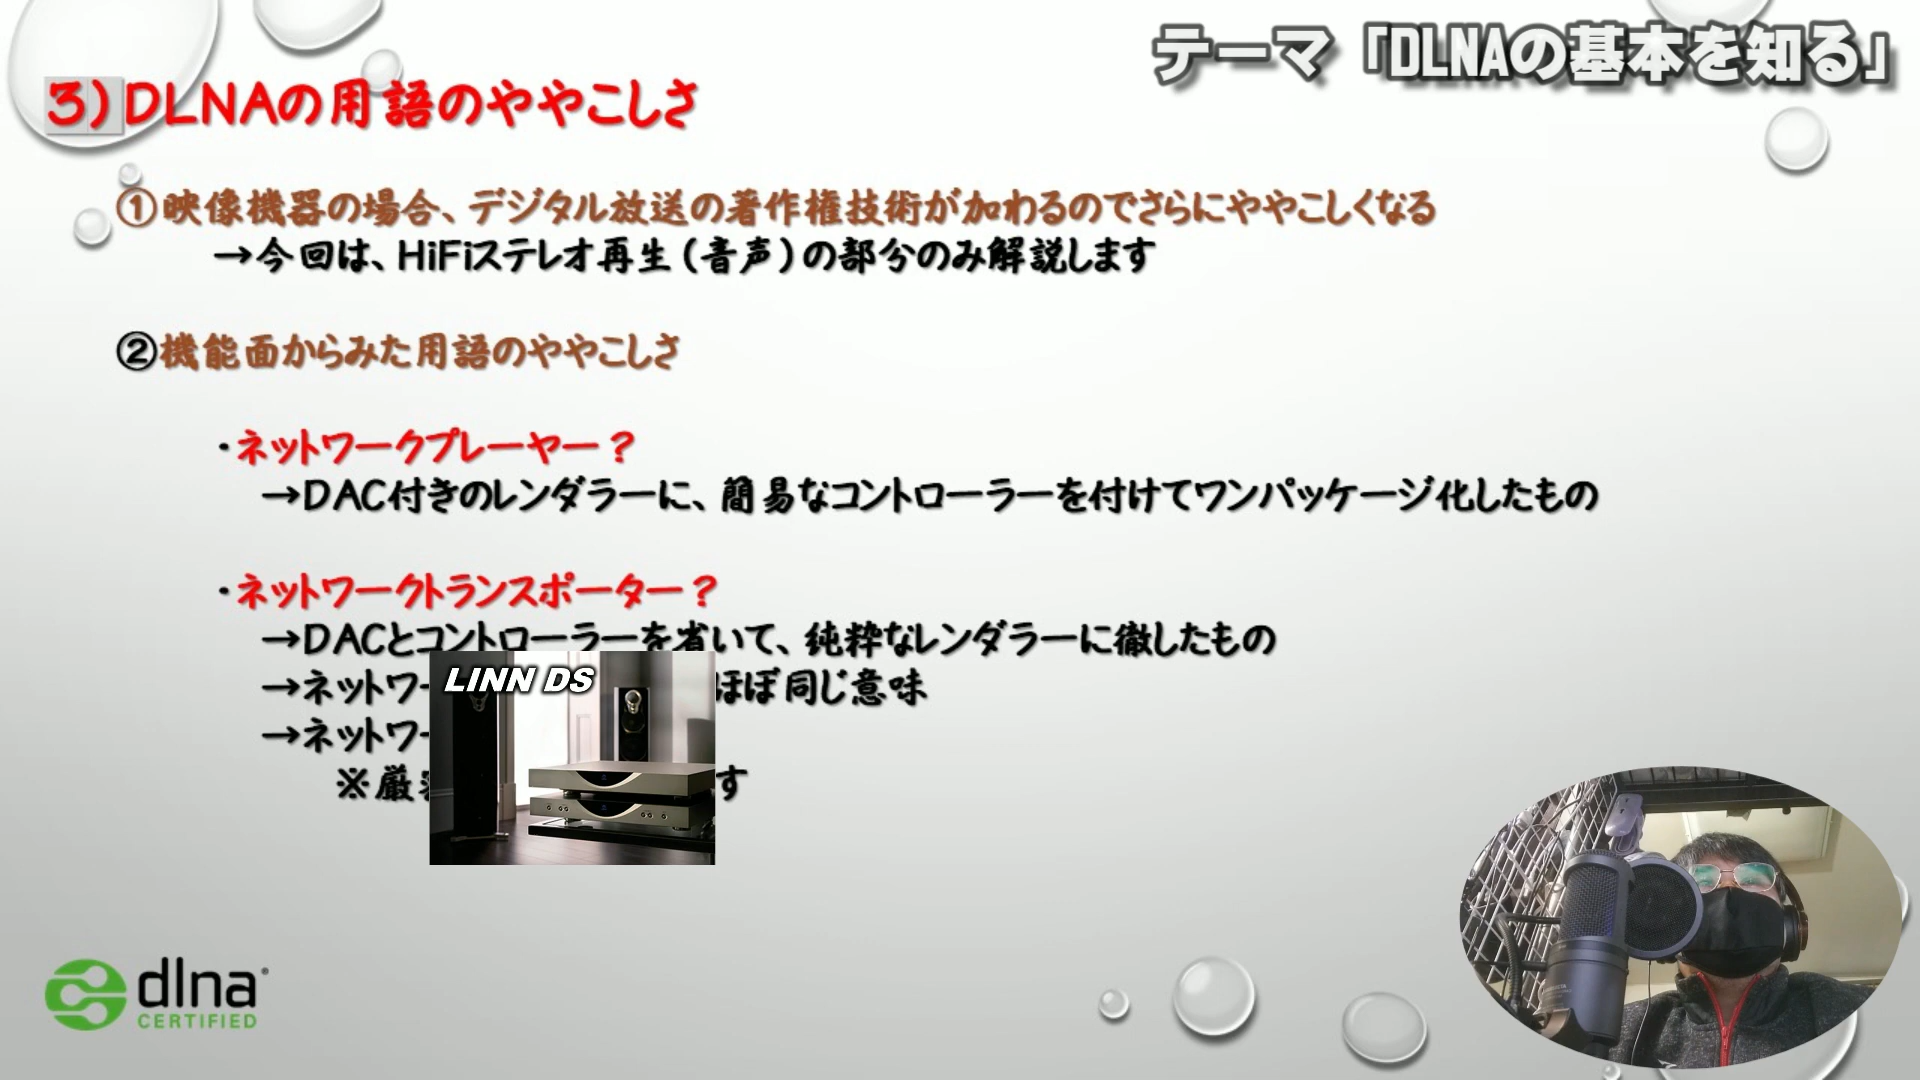 テーマ「DLNAの基本を知る」
3)DLNAの用語のややこしさ
①映像機器の場合、デジタル放送の著作権技術が加わるのでさらにややこしくなる
→今回は、HiFiステレオ再生(音声)の部分のみ解説します
②機能面からみた用語のややこしさ
・ネットワークプレーヤー?
→DAC付きのレンダラーに、簡易なコントローラーを付けてワンパッケージ化したもの
・ネットワークトランスポーター?
→DACとコントローラーを省いて、純粋なレンダラーに徹したもの
→ネットワー ほぼ同じ意味
→ネットワー
※厳 す
LINN DS
dlna
CERTIFIED